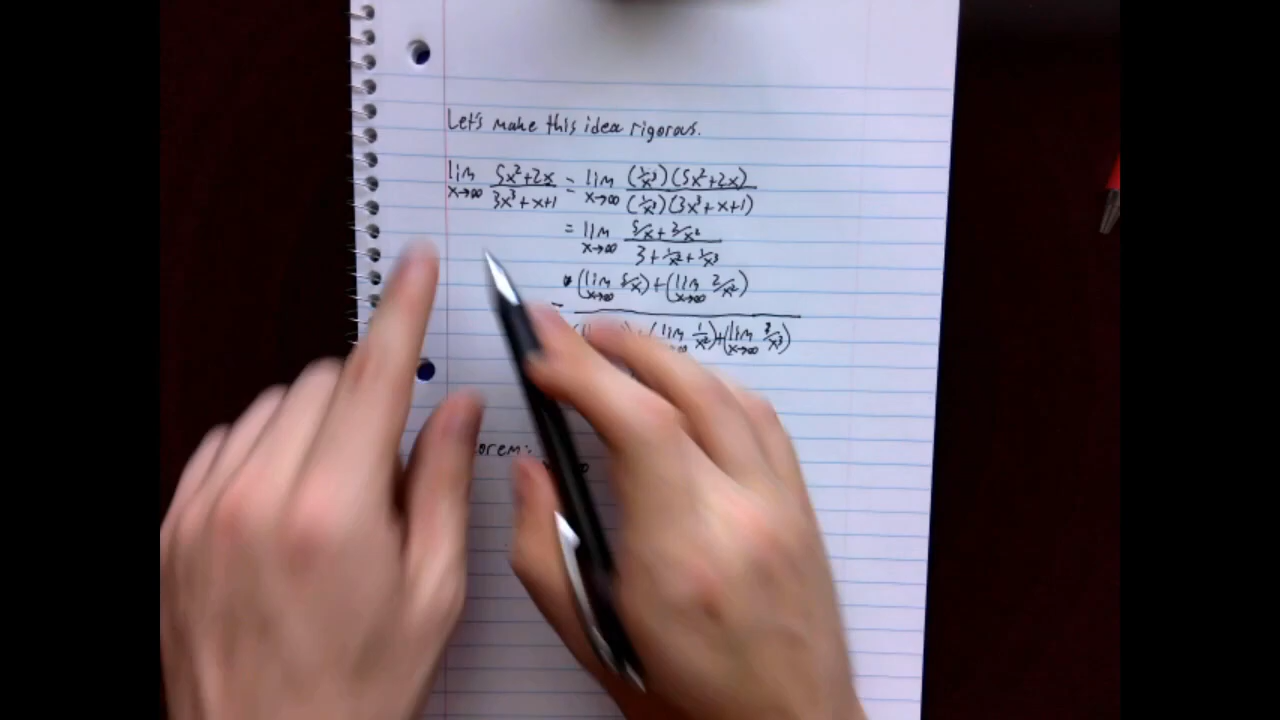 Let's make this idea rigorous.
lim x→∞ (5x²+2x)/(3x³+x+1) = lim x→∞ ((1/x³)(5x²+2x))/((1/x³)(3x³+x+1))
= lim x→∞ (5/x+2/x²)/(3+1/x²+1/x³)
= ((lim x→∞ 5/x)+(lim x→∞ 2/x²))/( + (lim 1/x²)+(lim x→∞ /x³))
orem: